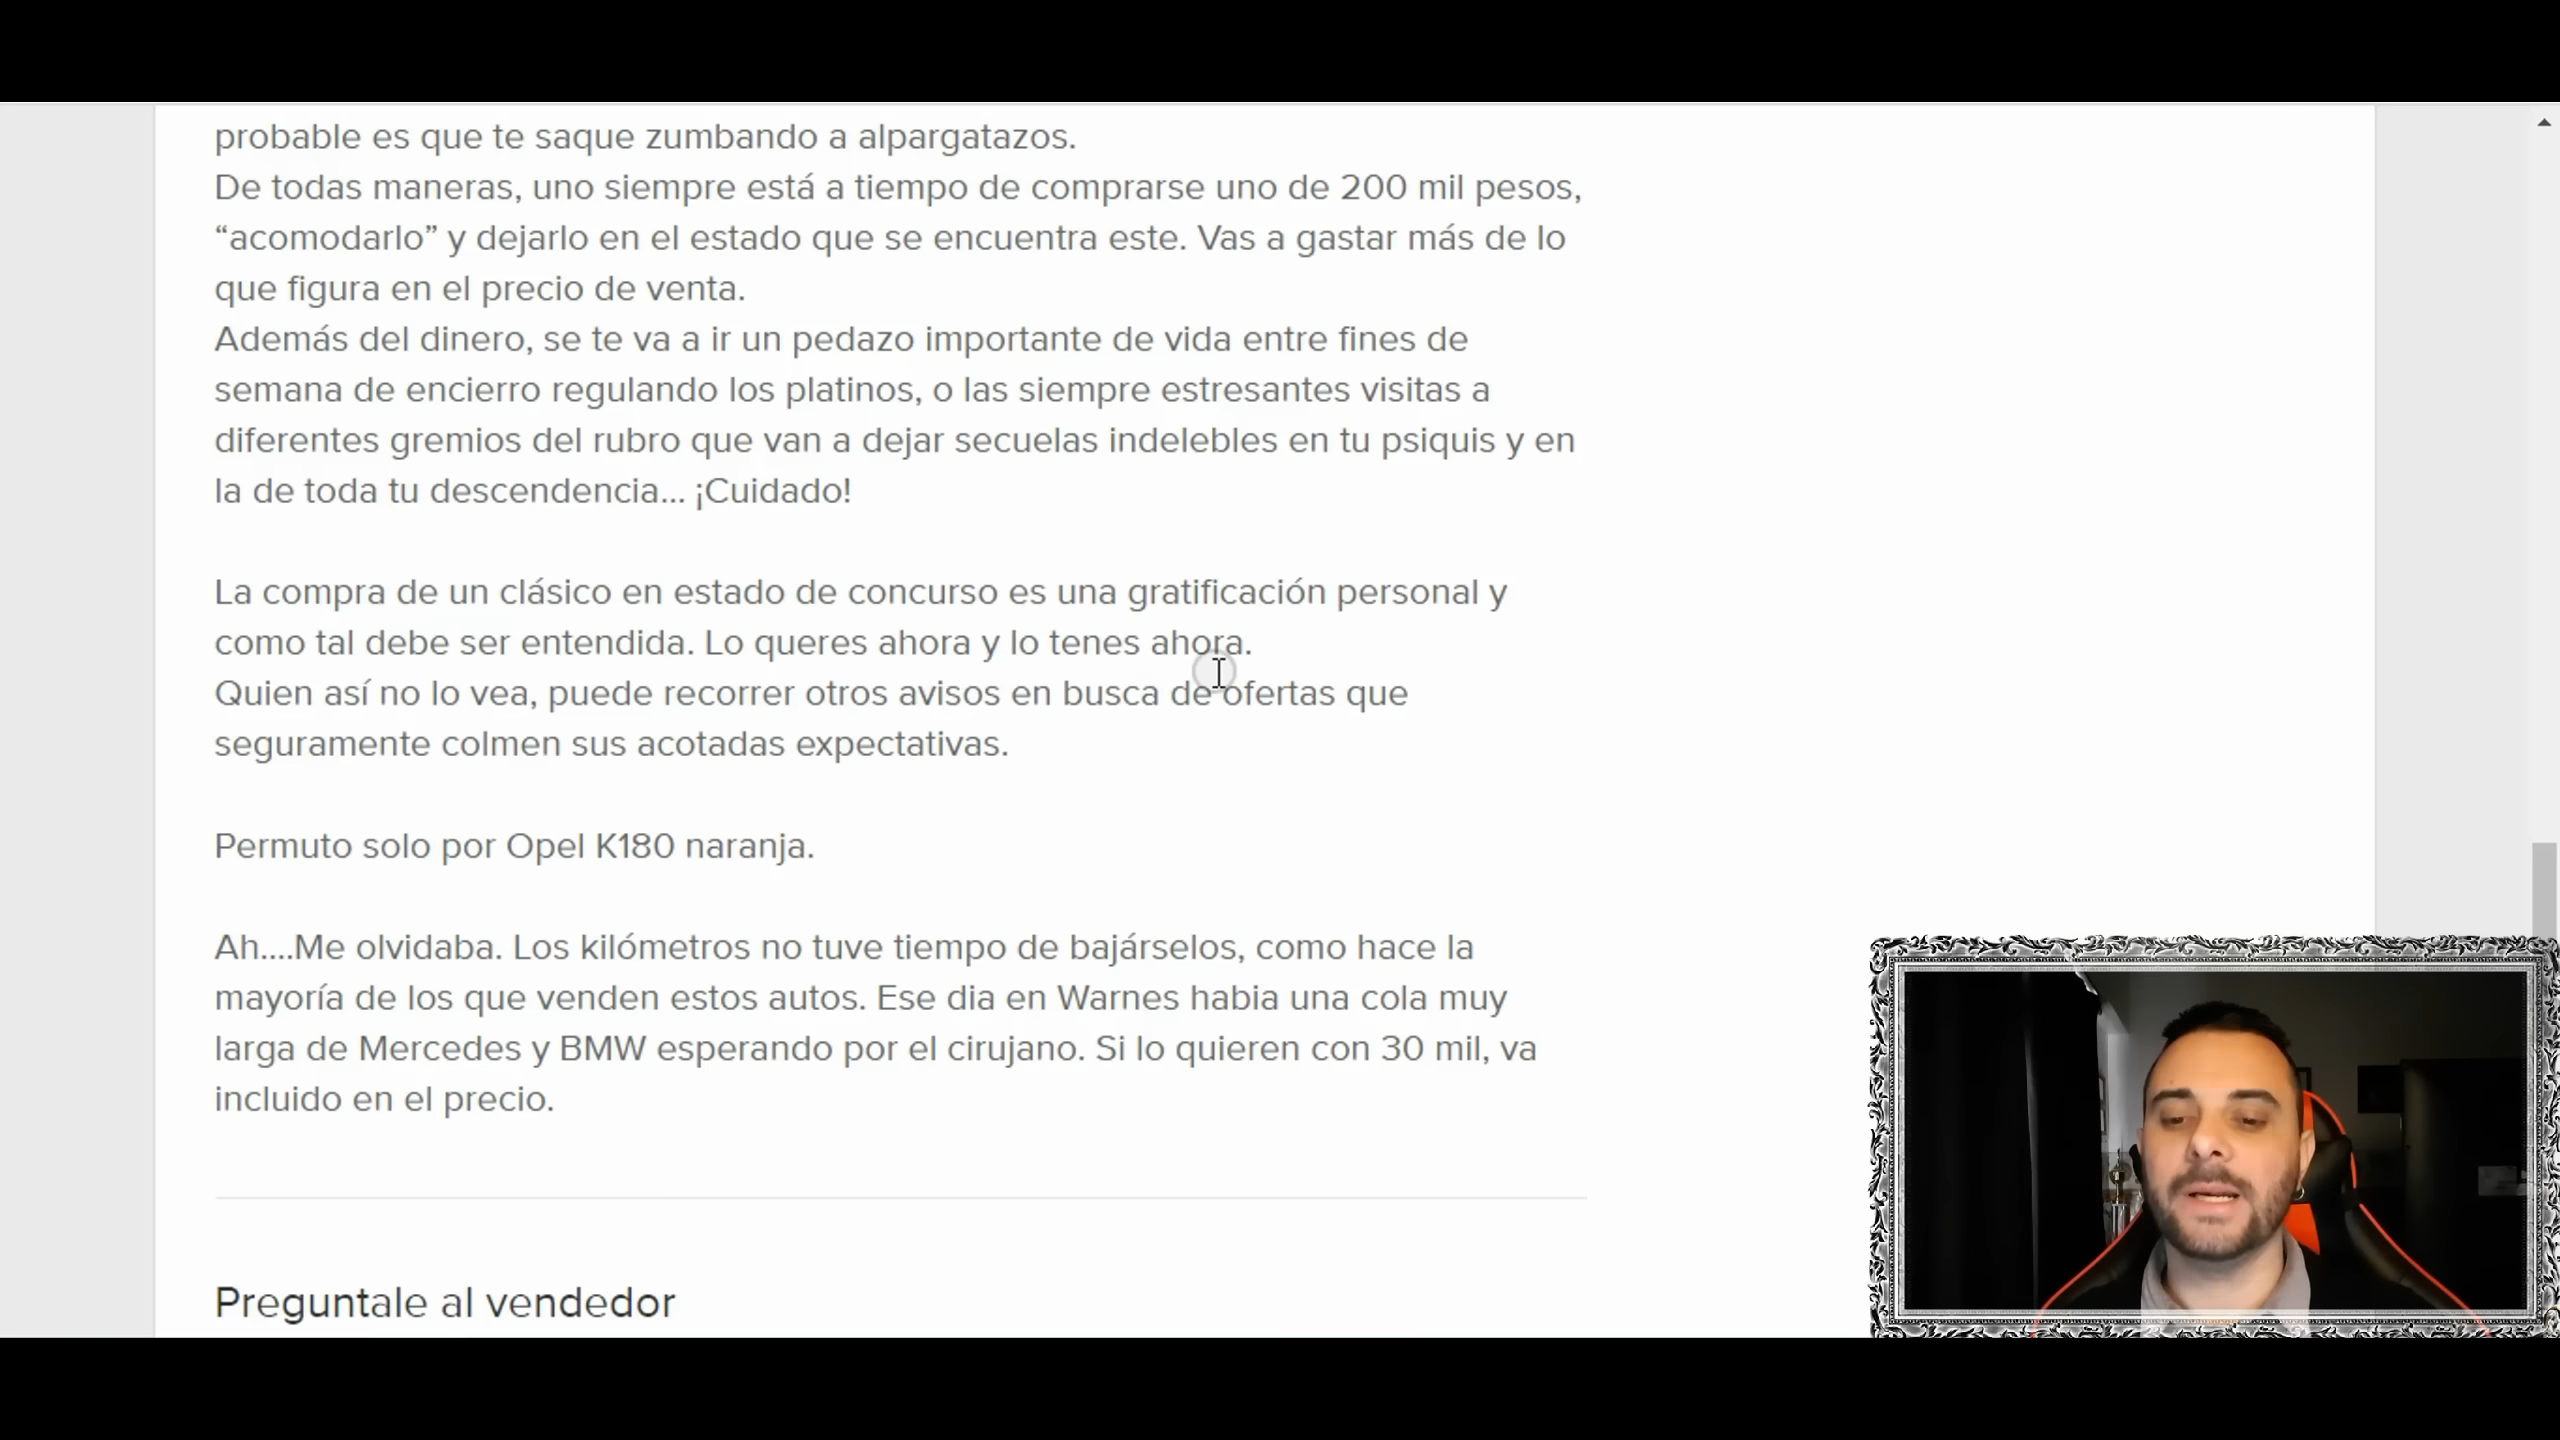 probable es que te saque zumbando a alpargatazos.
De todas maneras, uno siempre está a tiempo de comprarse uno de 200 mil pesos,
“acomodarlo” y dejarlo en el estado que se encuentra este. Vas a gastar más de lo
que figura en el precio de venta.
Además del dinero, se te va a ir un pedazo importante de vida entre fines de
semana de encierro regulando los platinos, o las siempre estresantes visitas a
diferentes gremios del rubro que van a dejar secuelas indelebles en tu psiquis y en
la de toda tu descendencia... ¡Cuidado!
La compra de un clásico en estado de concurso es una gratificación personal y
como tal debe ser entendida. Lo queres ahora y lo tenes ahora.
Quien así no lo vea, puede recorrer otros avisos en busca de ofertas que
seguramente colmen sus acotadas expectativas.
Permuto solo por Opel K180 naranja.
Ah....Me olvidaba. Los kilómetros no tuve tiempo de bajárselos, como hace la
mayoría de los que venden estos autos. Ese dia en Warnes habia una cola muy
larga de Mercedes y BMW esperando por el cirujano. Si lo quieren con 30 mil, va
incluido en el precio.
Preguntale al vendedor